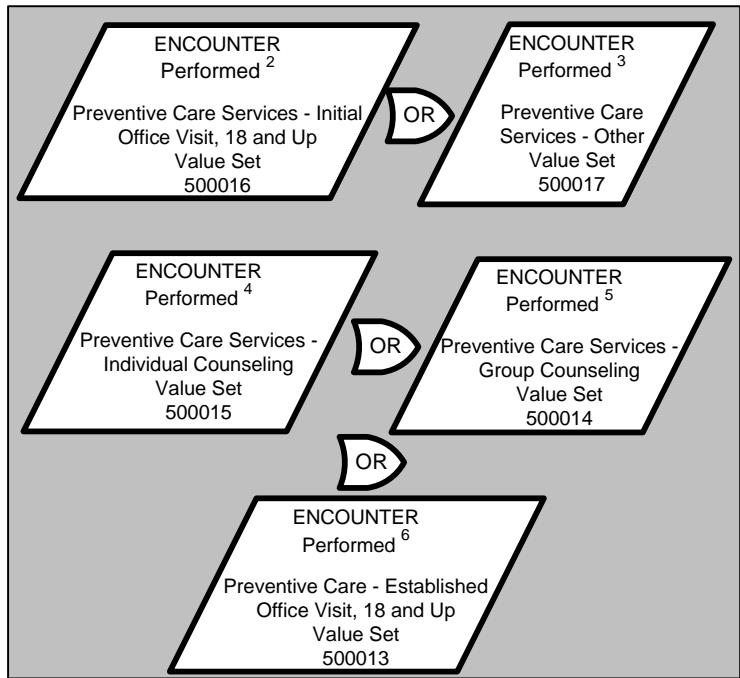 ENCOUNTER
Performed 2
Preventive Care Services - Initial
Office Visit, 18 and Up
Value Set
500016
OR
ENCOUNTER
Performed 3
Preventive Care
Services - Other
Value Set
500017
ENCOUNTER
Performed 4
Preventive Care Services -
Individual Counseling
Value Set
500015
OR
ENCOUNTER
Performed 5
Preventive Care Services -
Group Counseling
Value Set
500014
OR
ENCOUNTER
Performed 6
Preventive Care - Established
Office Visit, 18 and Up
Value Set
500013